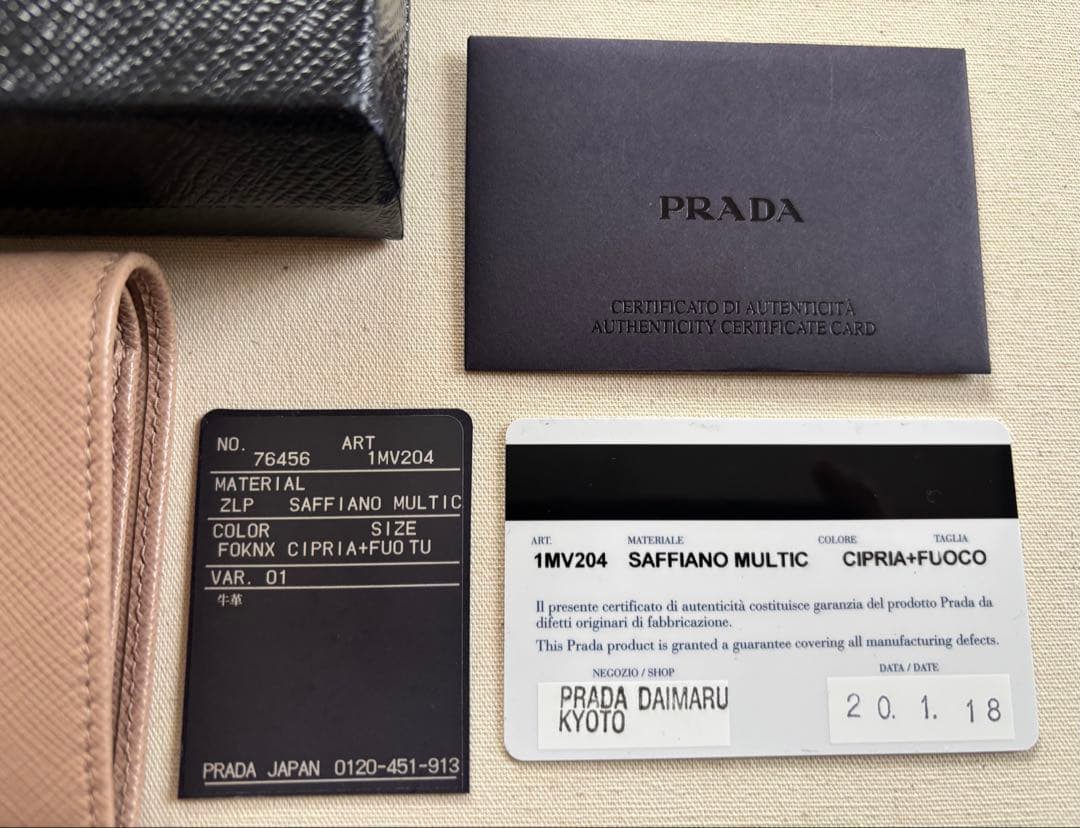 PRADA
CERTIFICATO DI AUTENTICITÀ
AUTHENTICITY CERTIFICATE CARD
NO. ART
76456 1MV204
MATERIAL
ZLP SAFFIANO MULTIC
COLOR SIZE
F0KNX CIPRIA+FUO TU
VAR. 01
牛革
PRADA JAPAN 0120-451-913
ART. MATERIALE COLORE TAGLIA
1MV204 SAFFIANO MULTIC CIPRIA+FUOCO
Il presente certificato di autenticità costituisce garanzia del prodotto Prada da
difetti originari di fabbricazione.
This Prada product is granted a guarantee covering all manufacturing defects.
NEGOZIO / SHOP DATA / DATE
PRADA DAIMARU
KYOTO
20. 1. 18